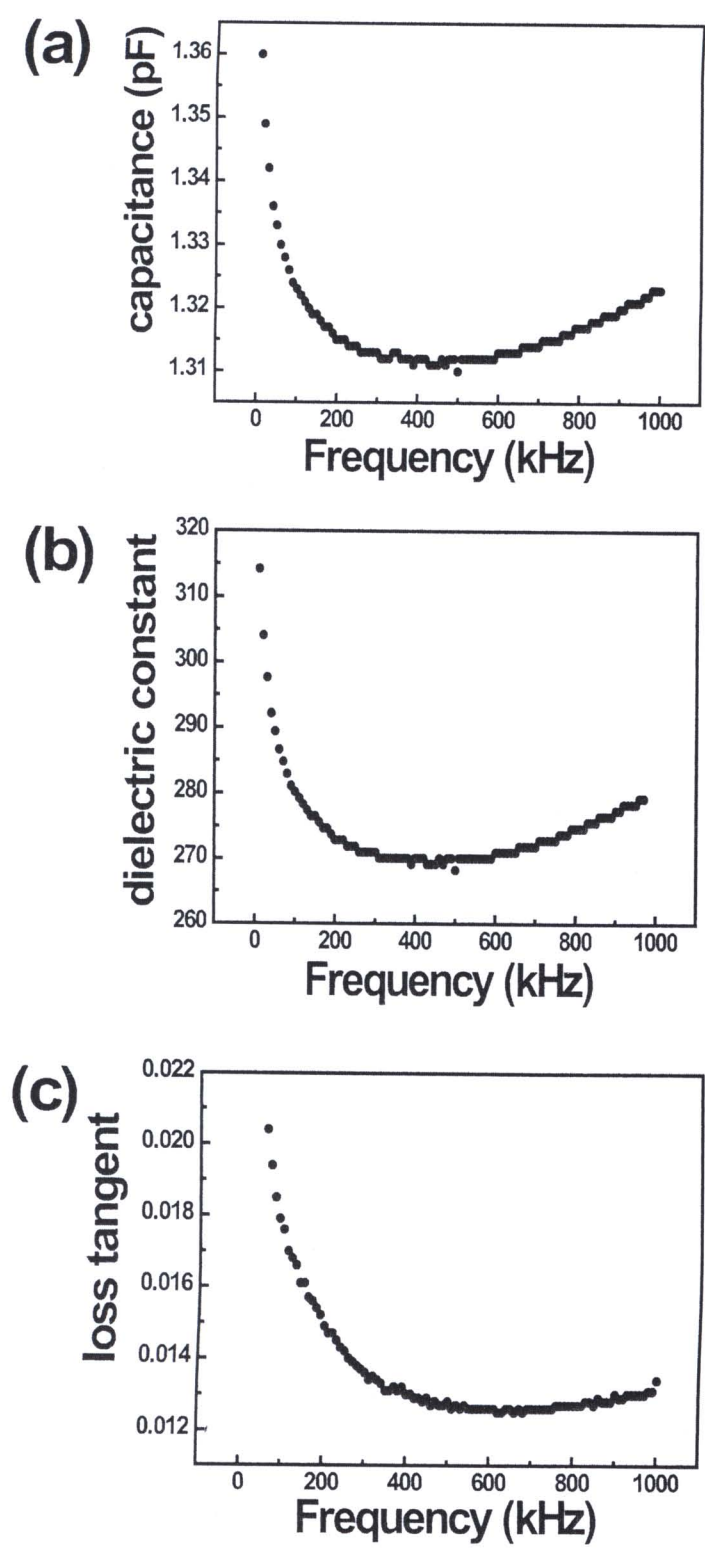 (a)
capacitance (pF)
1.36
1.35
1.34
1.33
1.32
1.31
0 200 400 600 800 1000
Frequency (kHz)
(b)
dielectric constant
320
310
300
290
280
270
260
0 200 400 600 800 1000
Frequency (kHz)
(c)
loss tangent
0.022
0.020
0.018
0.016
0.014
0.012
0 200 400 600 800 1000
Frequency (kHz)